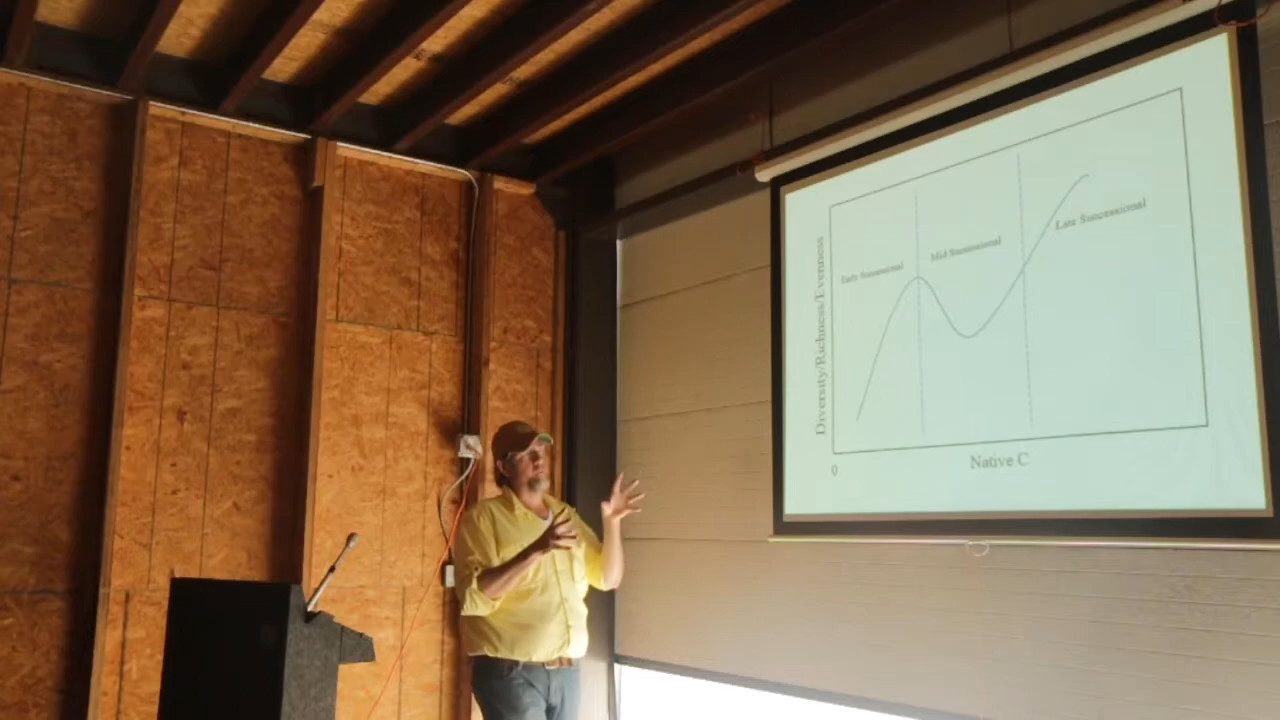 Diversity/Richness/Evenness
Early Successional
Mid Successional
Late Successional
0
Native C